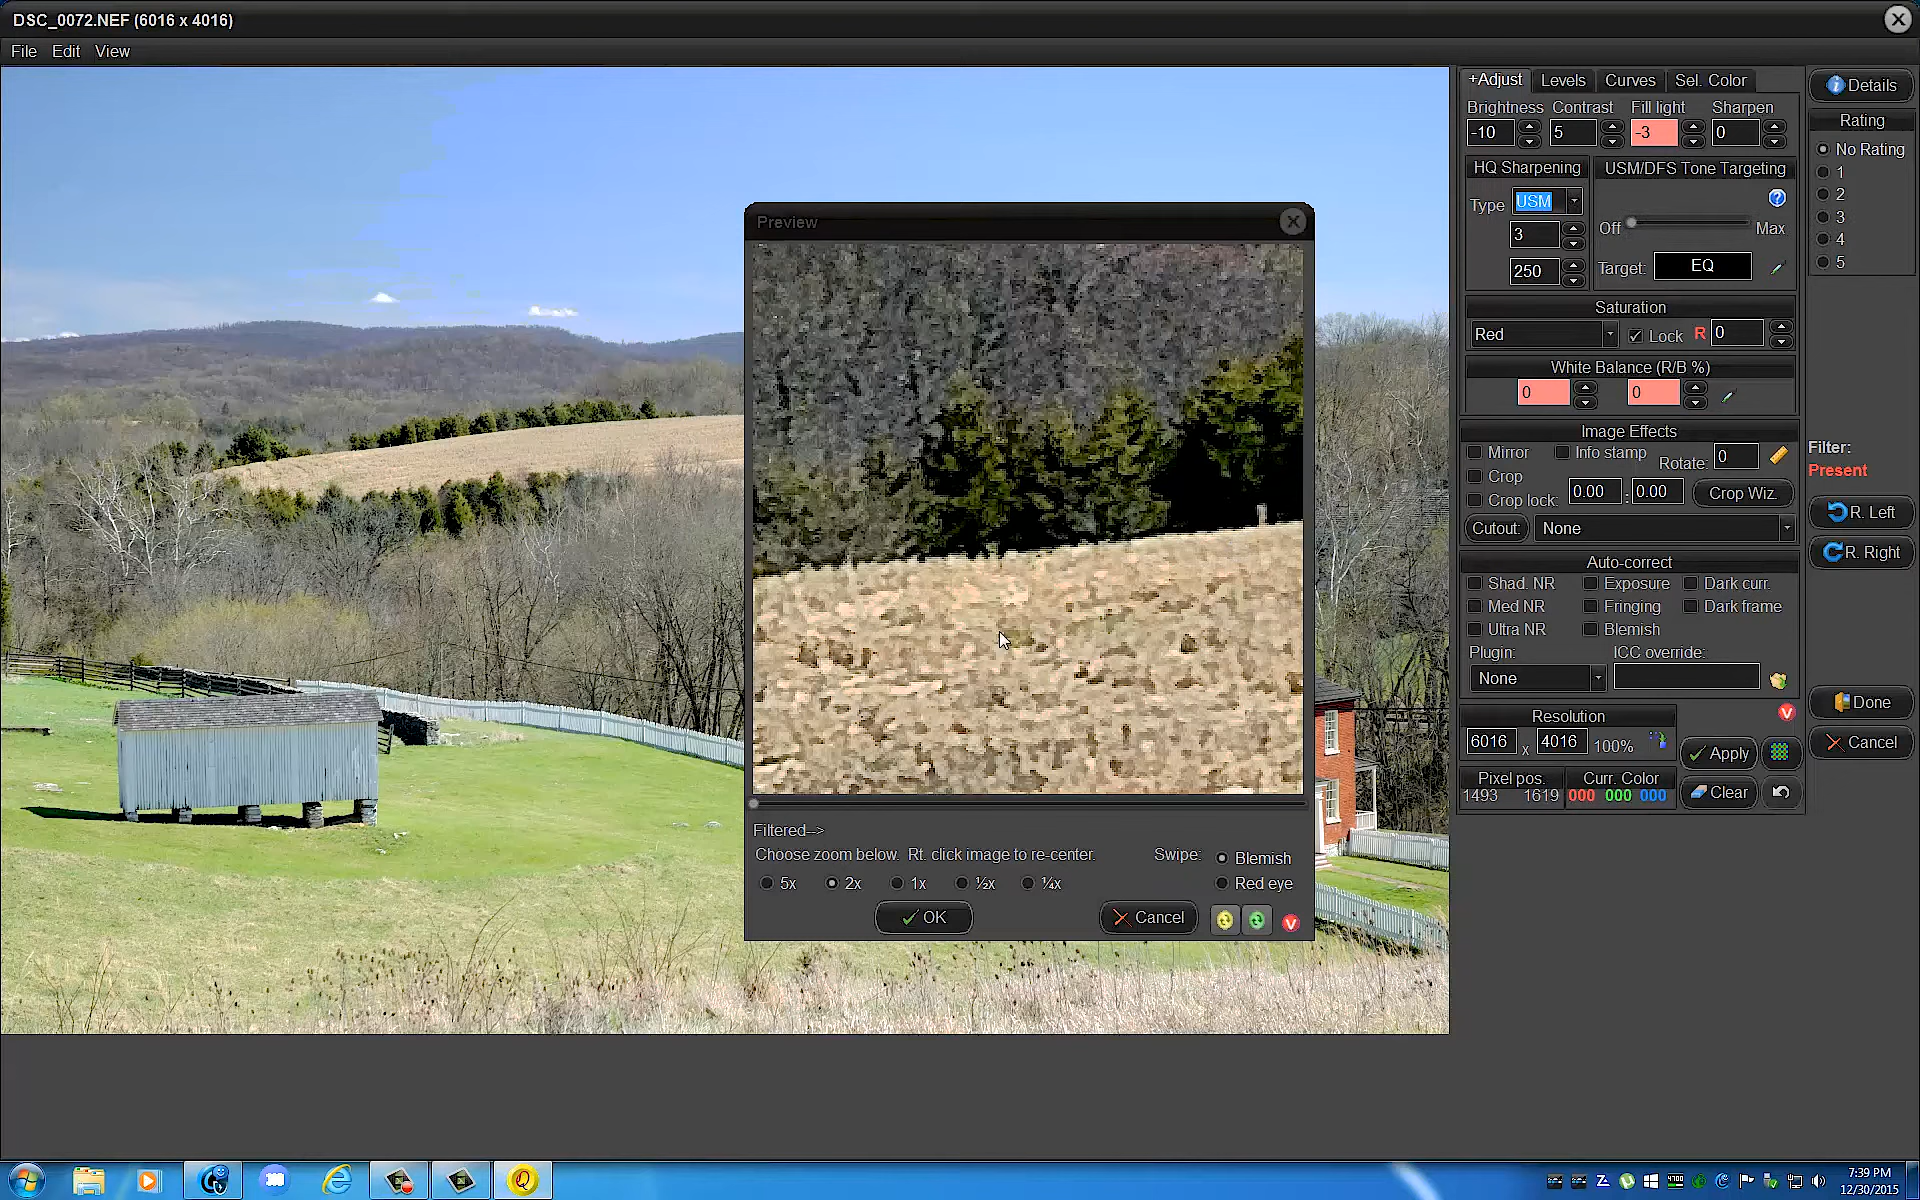 DSC_0072.NEF (6016 x 4016)
File Edit View
+Adjust Levels Curves Sel. Color
Details
Brightness Contrast Fill light Sharpen
-10 5 -3 0
Rating
No Rating
1
2
3
4
5
HQ Sharpening
USM/DFS Tone Targeting
Type USM
3
250
Off Max
Target: EQ
Saturation
Red Lock R 0
White Balance (R/B %)
0 0
Image Effects
Mirror Info stamp Rotate: 0
Crop
Crop lock: 0.00 : 0.00 Crop Wiz.
Cutout: None
Filter:
Present
R. Left
R. Right
Auto-correct
Shad. NR Exposure Dark curr.
Med NR Fringing Dark frame
Ultra NR Blemish
Plugin: ICC override:
None
Done
Cancel
Resolution
6016 x 4016 100%
Apply
Pixel pos. Curr. Color
1493 1619 000 000 000
Clear
Preview
Filtered-->
Choose zoom below. Rt. click image to re-center.
Swipe: Blemish
Red eye
5x 2x 1x ½x ¼x
OK Cancel
V
V
7:39 PM
12/30/2015